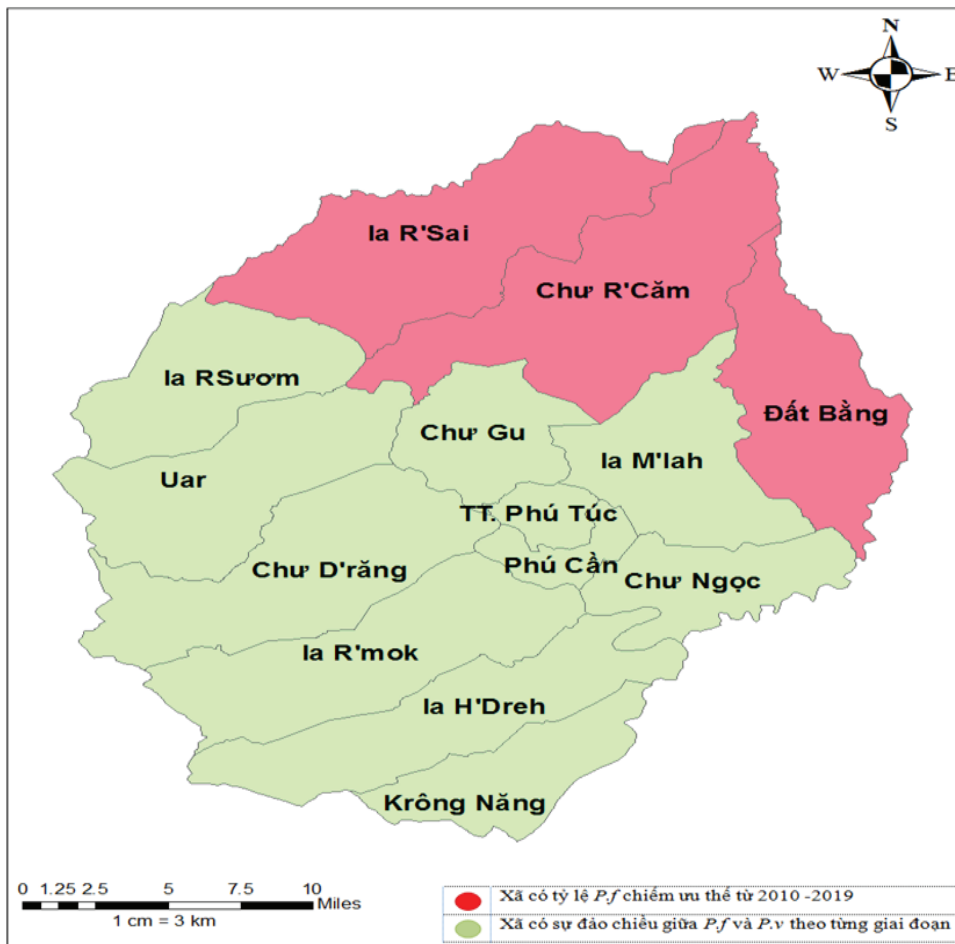 N
W E
S
Ia R'Sai
Chư R'Căm
Ia RSươm
Đất Bằng
Chư Gu
Ia M'lah
Uar
TT. Phú Túc
Phú Cần
Chư D'răng
Chư Ngọc
Ia R'mok
Ia H'Dreh
Krông Năng
0 1.25 2.5 5 7.5 10
Miles
1 cm = 3 km
Xã có tỷ lệ P.f chiếm ưu thế từ 2010 -2019
Xã có sự đảo chiều giữa P.f và P.v theo từng giai đoạn